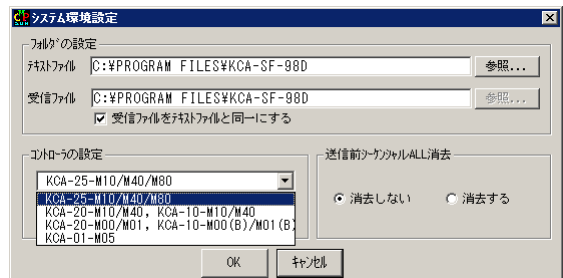 システム環境設定
フォルダの設定
テキストファイル C:¥PROGRAM FILES¥KCA-SF-98D 参照...
受信ファイル C:¥PROGRAM FILES¥KCA-SF-98D 参照...
受信ファイルをテキストファイルと同一にする
コントローラの設定
KCA-25-M10/M40/M80
KCA-25-M10/M40/M80
KCA-20-M10/M40, KCA-10-M10/M40
KCA-20-M00/M01, KCA-10-M00(B)/M01(B)
KCA-01-M05
送信前シーケンシャルALL消去
消去しない 消去する
OK キャンセル